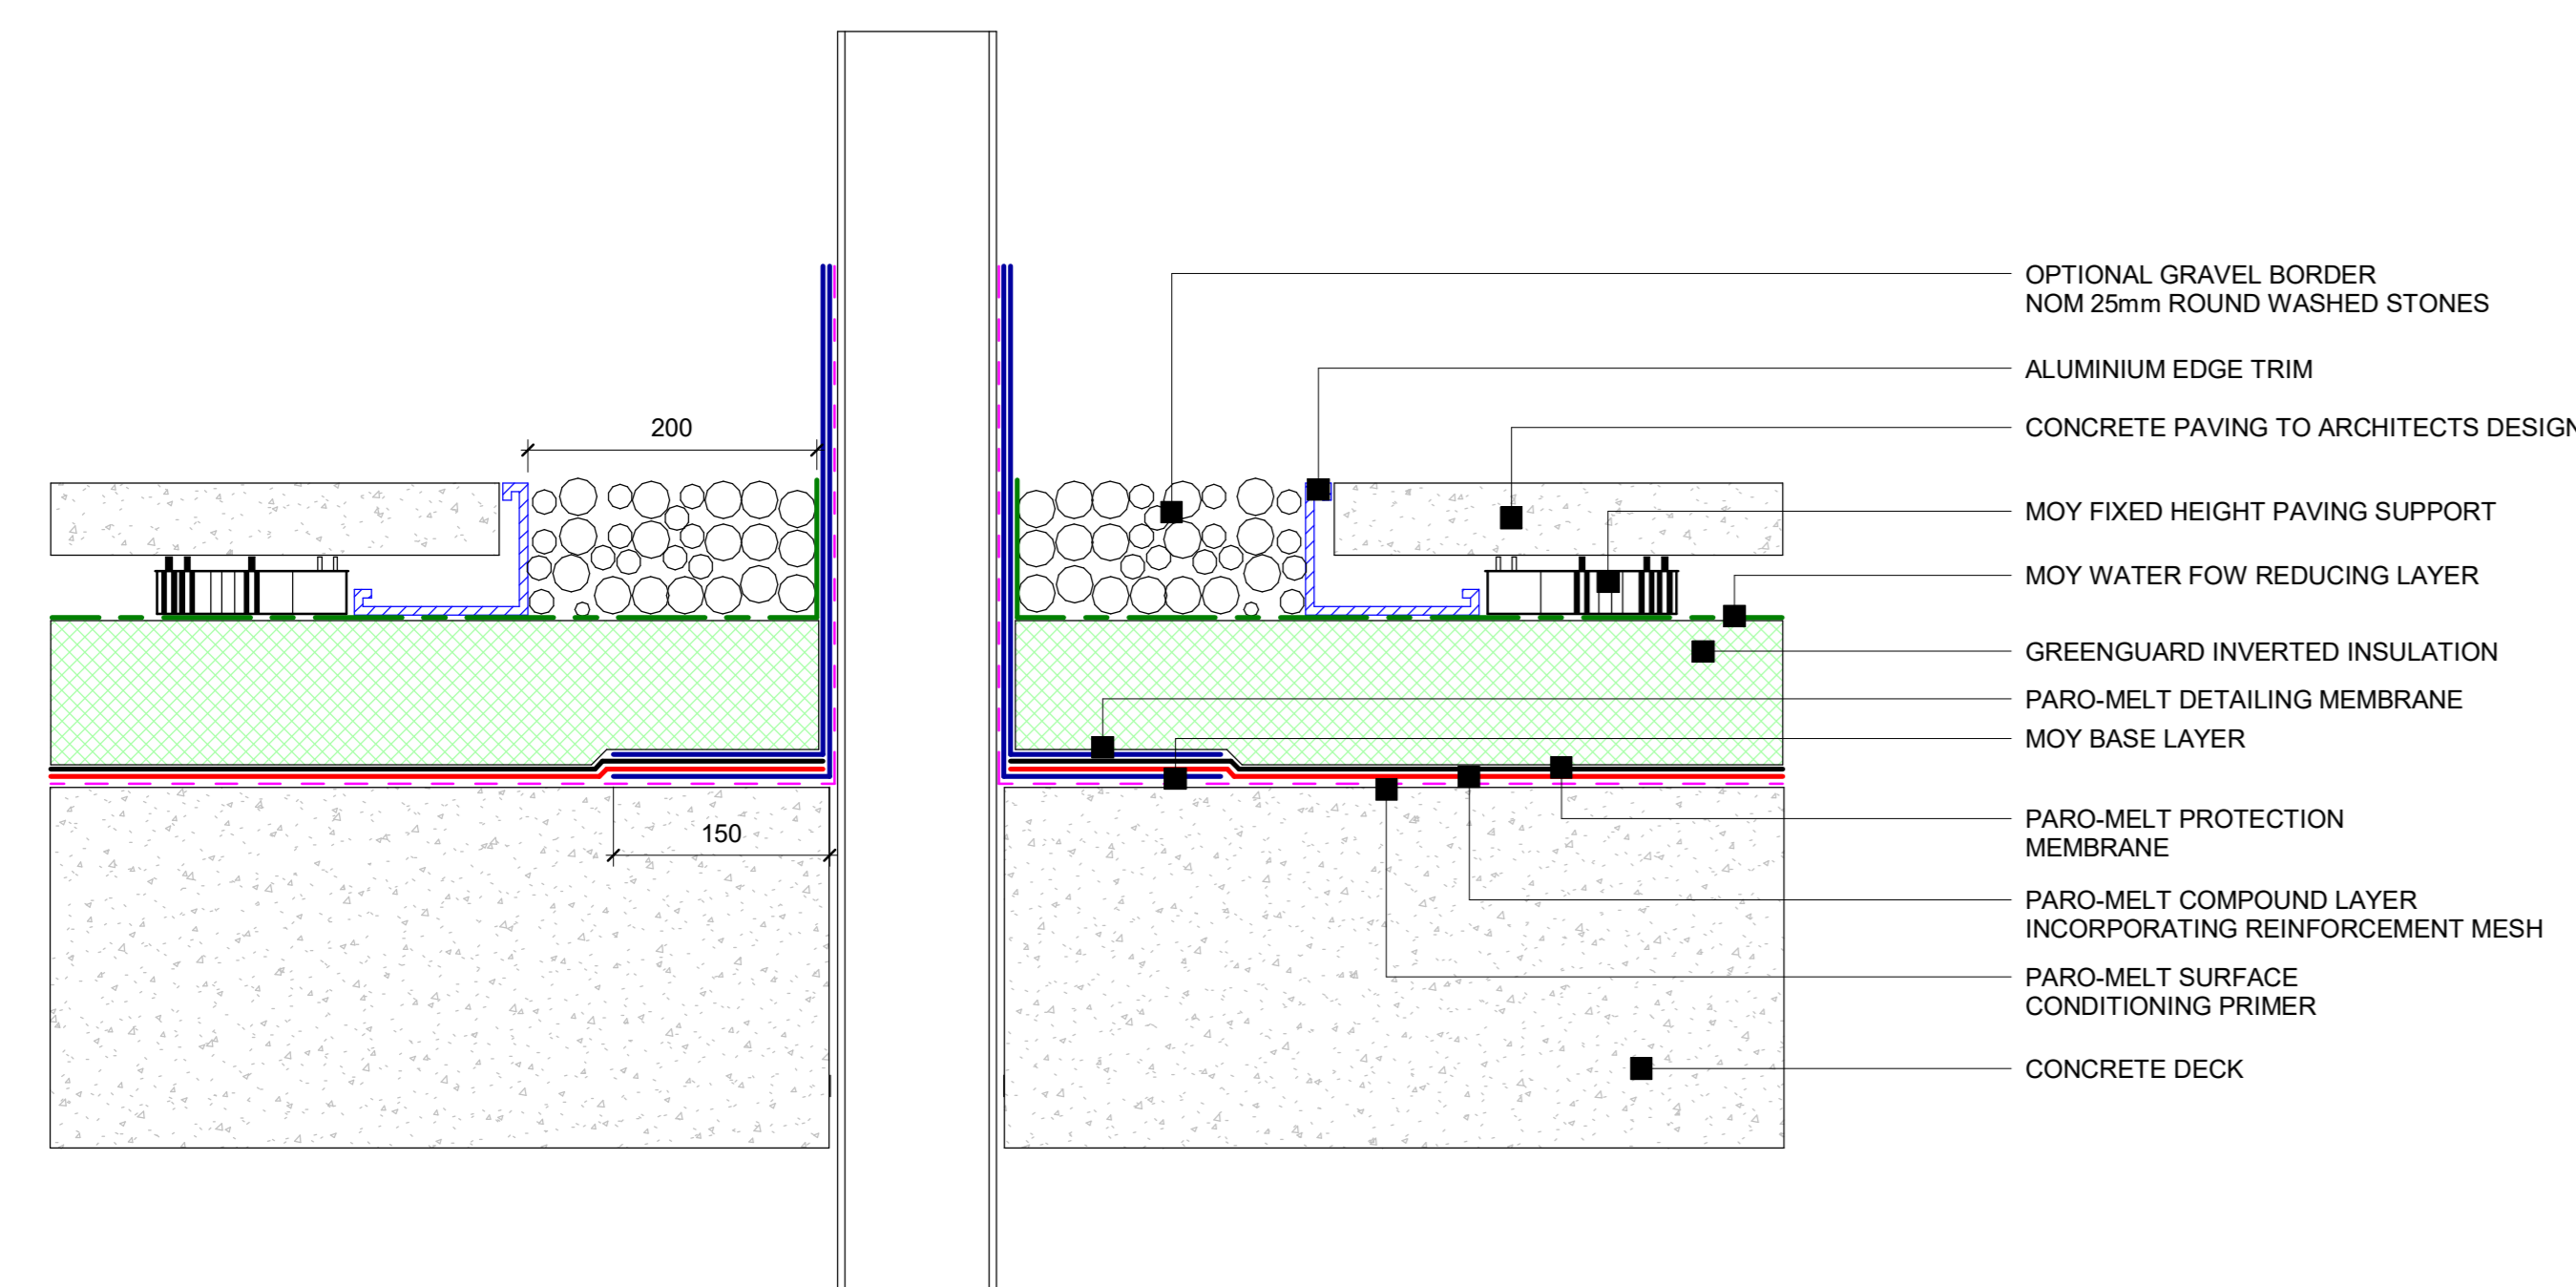 OPTIONAL GRAVEL BORDER
NOM 25mm ROUND WASHED STONES
ALUMINIUM EDGE TRIM
200
CONCRETE PAVING TO ARCHITECTS DESIGN
MOY FIXED HEIGHT PAVING SUPPORT
MOY WATER FOW REDUCING LAYER
GREENGUARD INVERTED INSULATION
PARO-MELT DETAILING MEMBRANE
MOY BASE LAYER
150
PARO-MELT PROTECTION
MEMBRANE
PARO-MELT COMPOUND LAYER
INCORPORATING REINFORCEMENT MESH
PARO-MELT SURFACE
CONDITIONING PRIMER
CONCRETE DECK